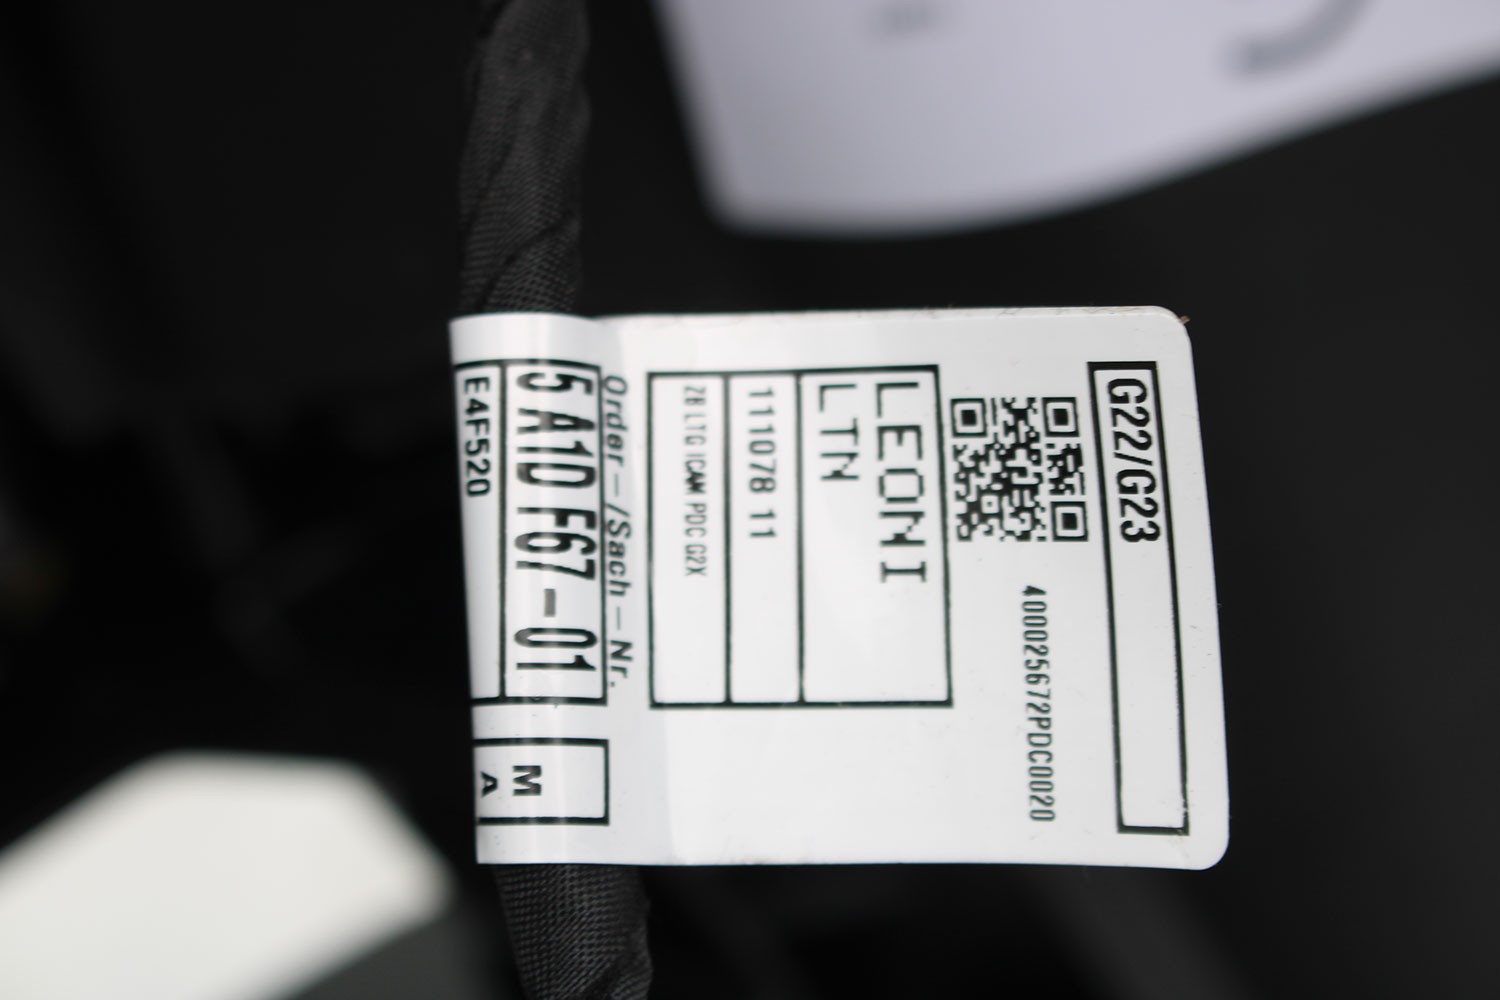 G22/G23
400025672PDC0020
LEONI
LTN
111078 11
ZB LTG ICAM PDC G2X
Order-/Sach-Nr.
5 A1D F67-01
E4F520
M
A